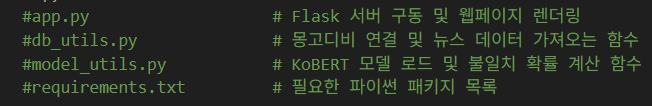 #app.py # Flask 서버 구동 및 웹페이지 렌더링
#db_utils.py # 몽고디비 연결 및 뉴스 데이터 가져오는 함수
#model_utils.py # KoBERT 모델 로드 및 불일치 확률 계산 함수
#requirements.txt # 필요한 파이썬 패키지 목록